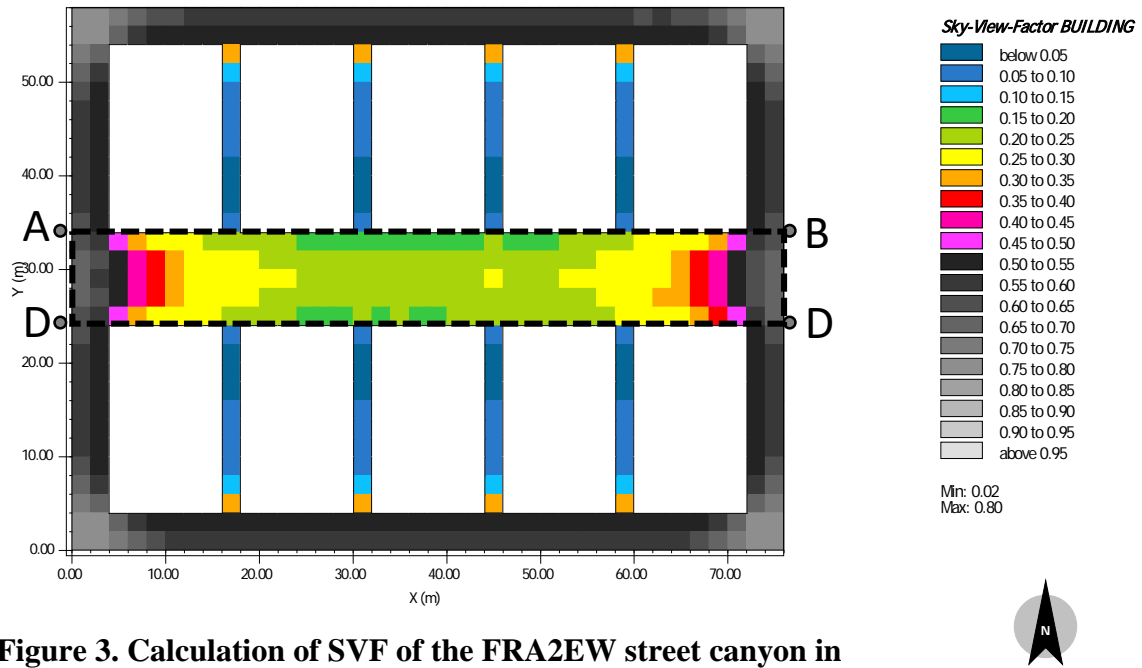 Sky-View-Factor BUILDING
below 0.05
0.05 to 0.10
0.10 to 0.15
0.15 to 0.20
0.20 to 0.25
0.25 to 0.30
0.30 to 0.35
0.35 to 0.40
0.40 to 0.45
0.45 to 0.50
0.50 to 0.55
0.55 to 0.60
0.60 to 0.65
0.65 to 0.70
0.70 to 0.75
0.75 to 0.80
0.80 to 0.85
0.85 to 0.90
0.90 to 0.95
above 0.95
Min: 0.02
Max: 0.80
50.00
40.00
A
B
30.00
Y (m)
D
D
20.00
10.00
0.00
0.00 10.00 20.00 30.00 40.00 50.00 60.00 70.00
X (m)
N
Figure 3. Calculation of SVF of the FRA2EW street canyon in